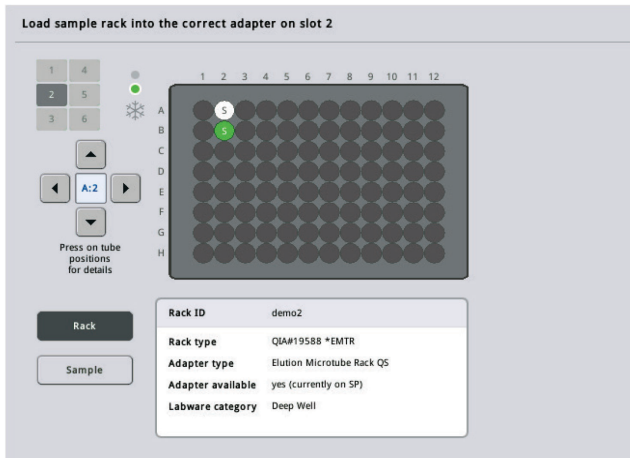 Load sample rack into the correct adapter on slot 2
1 4
2 5
3 6
1 2 3 4 5 6 7 8 9 10 11 12
A S
B S
C
D
E
F
G
H
A:2
Press on tube
positions
for details
Rack
Sample
Rack ID demo2
Rack type QIA#19588 *EMTR
Adapter type Elution Microtube Rack QS
Adapter available yes (currently on SP)
Labware category Deep Well